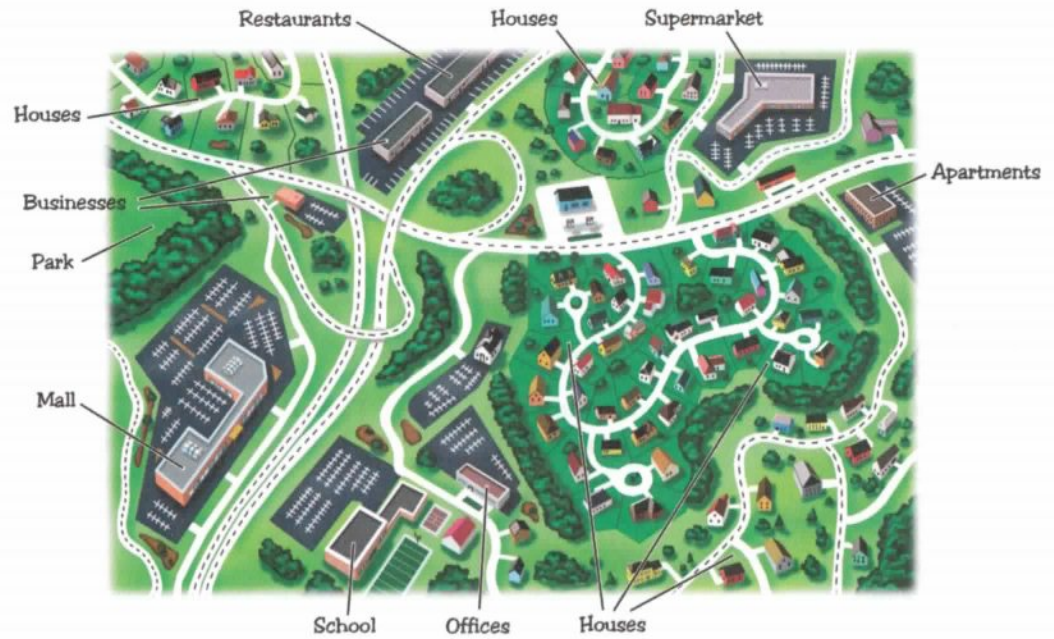 Restaurants
Houses
Supermarket
Houses
Apartments
Businesses
Park
Mall
School
Offices
Houses